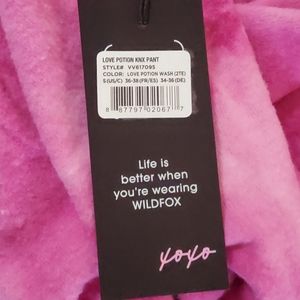 LOVE POTION KNX PANT
STYLE# VV617095
COLOR: LOVE POTION WASH (2TE)
S(US/C) 36-38(FR/ES) 34-36(DE)
8 87797 02067 7
Life is
better when
you're wearing
WILDFOX
xoxo